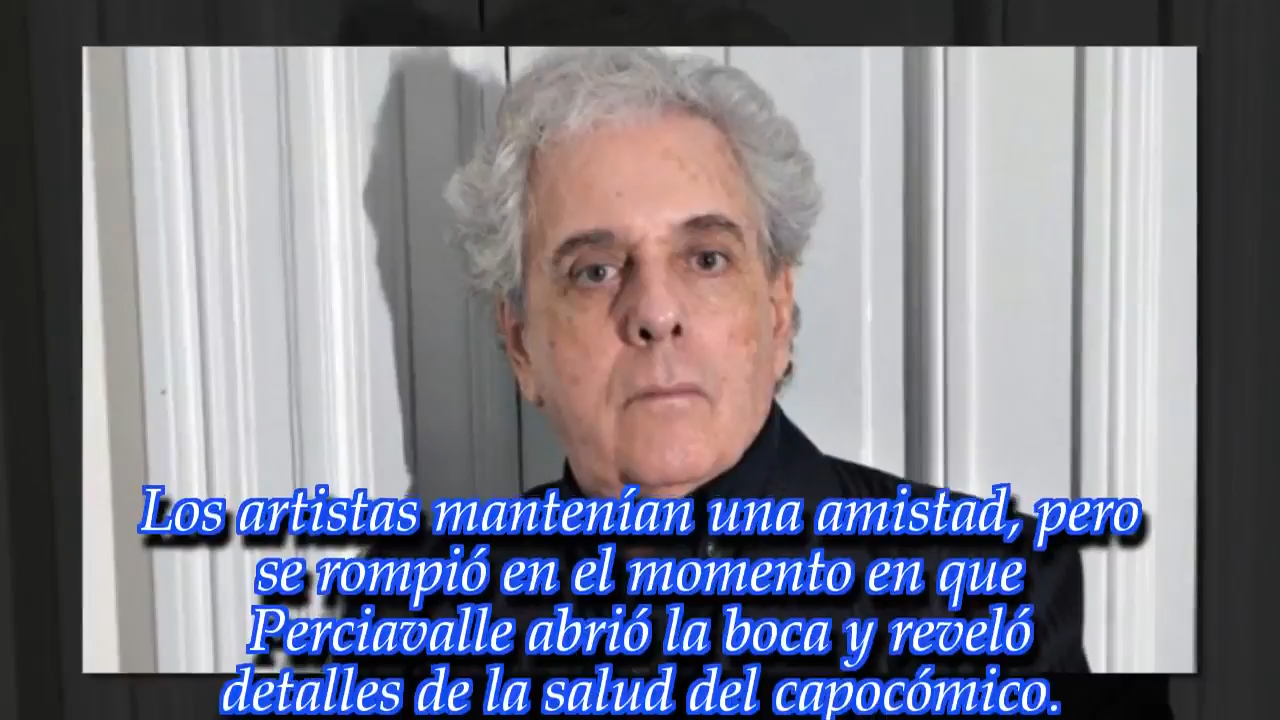 Los artistas mantenían una amistad, pero
se rompió en el momento en que
Perciavalle abrió la boca y reveló
detalles de la salud del capocómico.